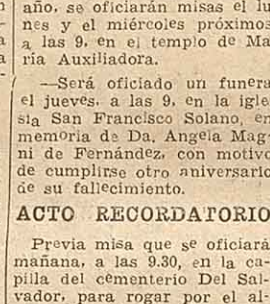 año, se oficiarán misas el lu
nes y el miércoles próximos
a las 9, en el templo de Ma
ría Auxiliadora.
—Será oficiado un funera
el jueves, a las 9, en la igle
sia San Francisco Solano, en
memoria de Da. Angela Mag
ni de Fernández, con motivo
de cumplirse otro aniversario
de su fallecimiento.
ACTO RECORDATORIO
Previa misa que se oficiará
mañana, a las 9.30, en la ca-
pilla del cementerio Del Sal-
vador, para rogar por el al-